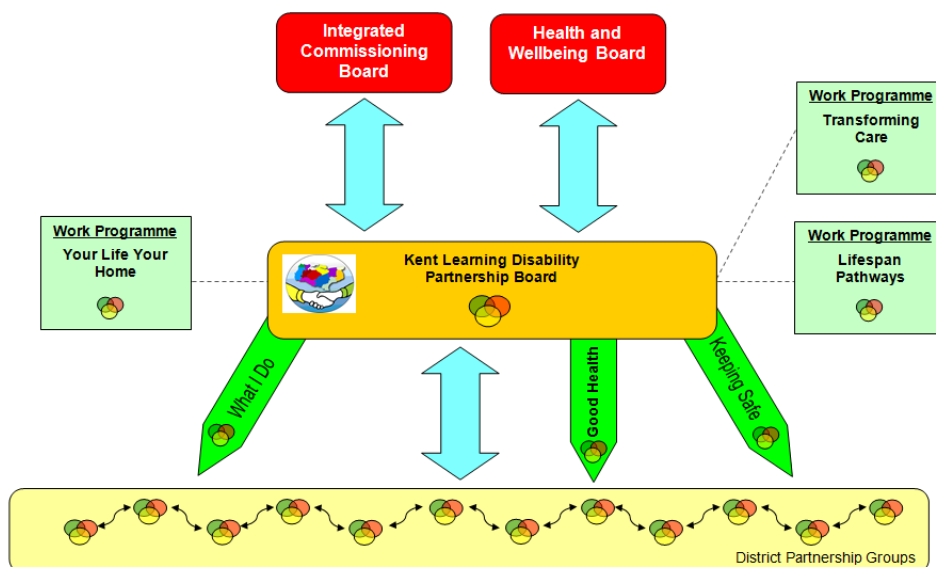 Integrated
Commissioning
Board
Health and
Wellbeing Board
Work Programme
Transforming
Care
Work Programme
Your Life Your
Home
Kent Learning Disability
Partnership Board
Work Programme
Lifespan
Pathways
What I Do
Good Health
Keeping Safe
District Partnership Groups